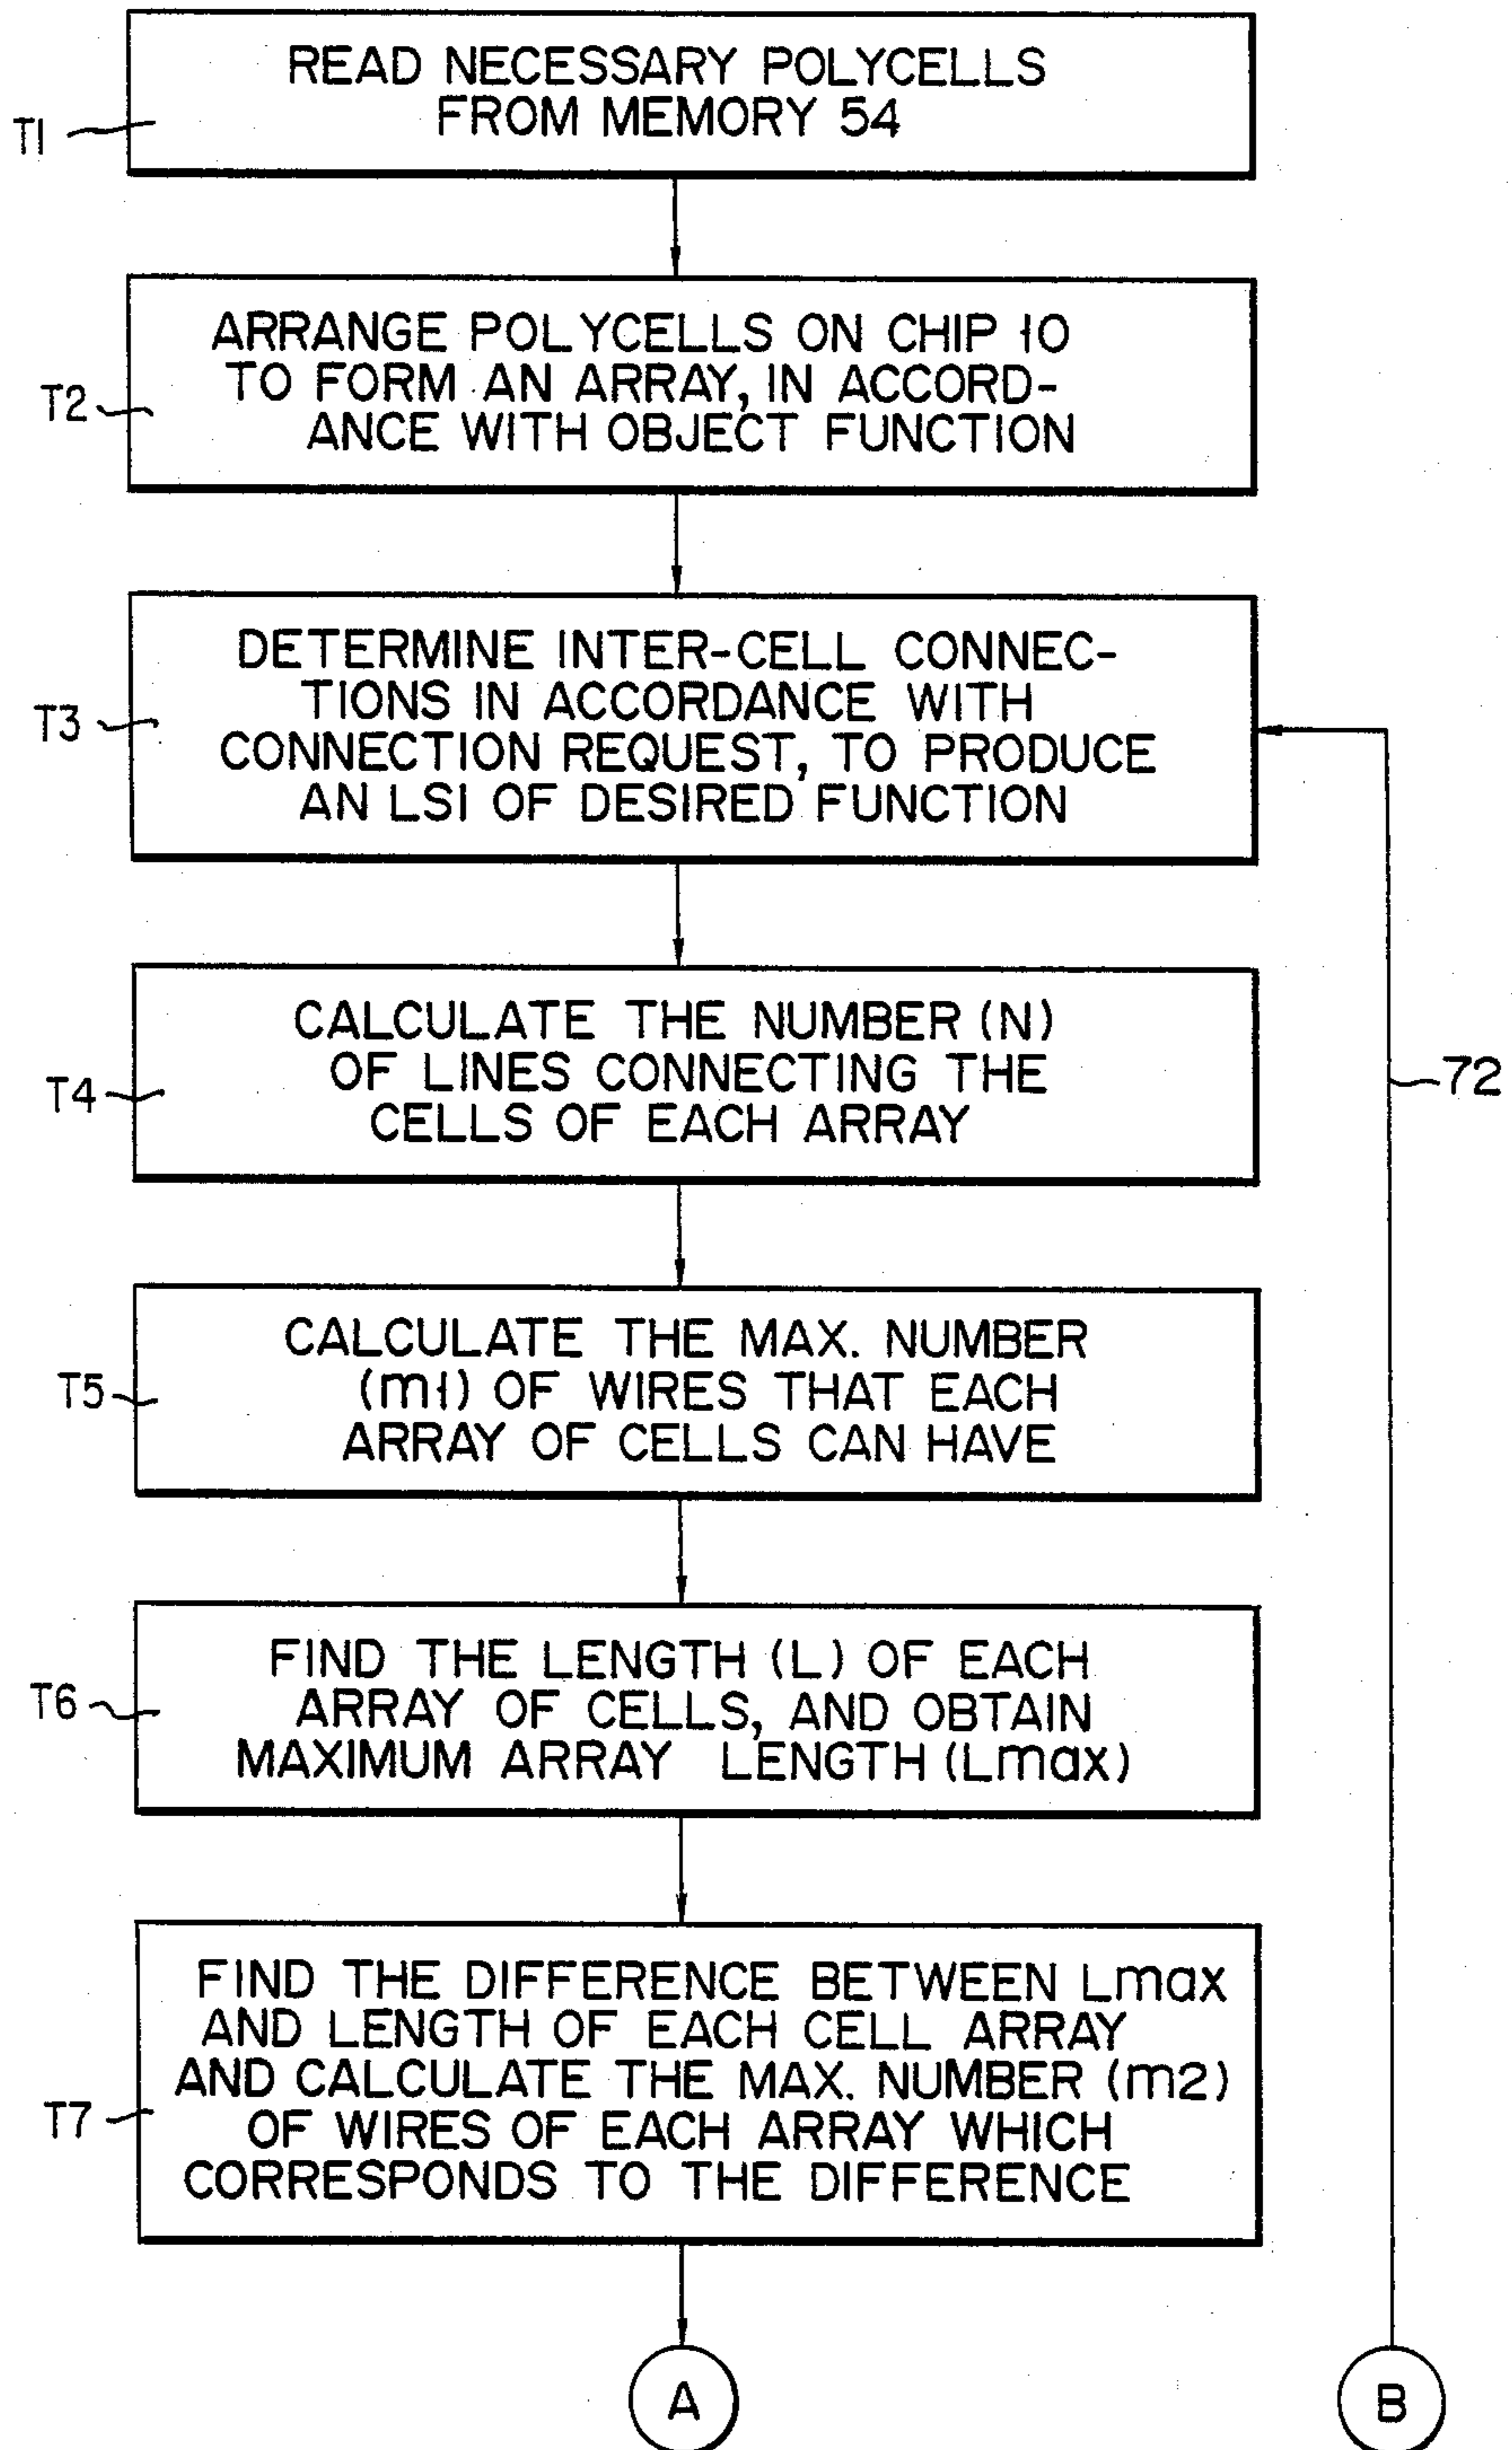 READ NECESSARY POLYCELLS
FROM MEMORY 54
T1
ARRANGE POLYCELLS ON CHIP 10
TO FORM AN ARRAY, IN ACCORD-
ANCE WITH OBJECT FUNCTION
T2
DETERMINE INTER-CELL CONNEC-
TIONS IN ACCORDANCE WITH
CONNECTION REQUEST, TO PRODUCE
AN LSI OF DESIRED FUNCTION
T3
CALCULATE THE NUMBER (N)
OF LINES CONNECTING THE
CELLS OF EACH ARRAY
T4
72
CALCULATE THE MAX. NUMBER
(m1) OF WIRES THAT EACH
ARRAY OF CELLS CAN HAVE
T5
FIND THE LENGTH (L) OF EACH
ARRAY OF CELLS, AND OBTAIN
MAXIMUM ARRAY LENGTH (Lmax)
T6
FIND THE DIFFERENCE BETWEEN Lmax
AND LENGTH OF EACH CELL ARRAY
AND CALCULATE THE MAX. NUMBER (m2)
OF WIRES OF EACH ARRAY WHICH
CORRESPONDS TO THE DIFFERENCE
T7
A
B